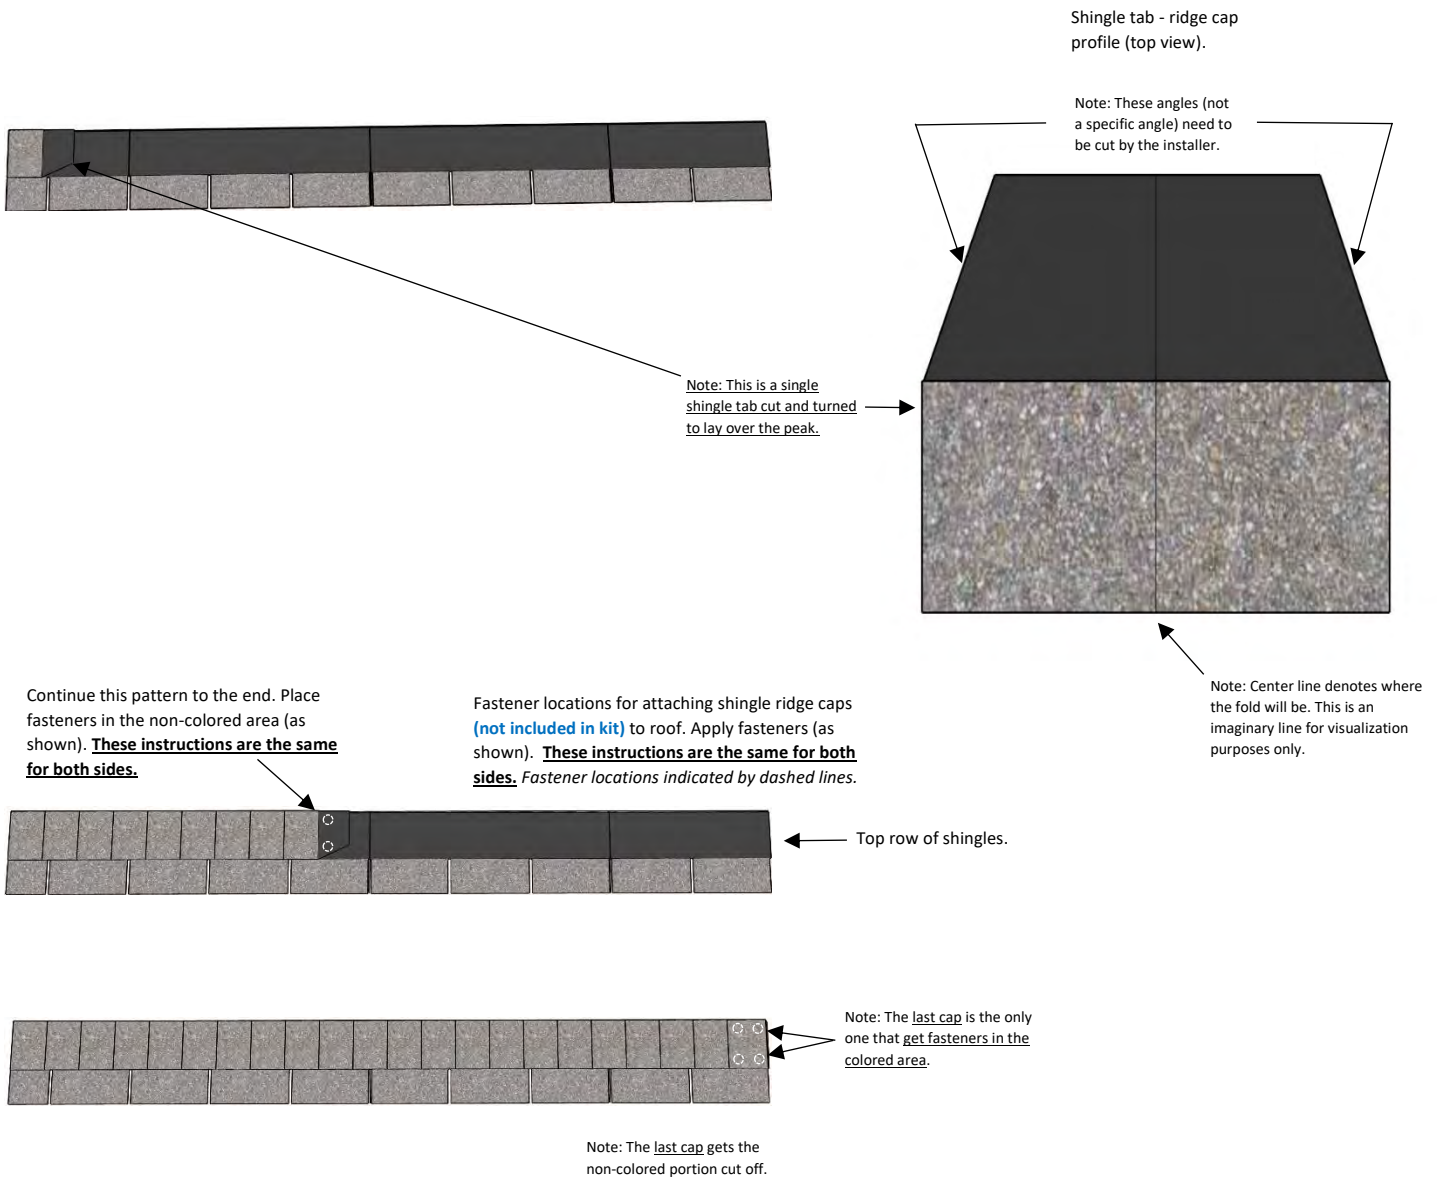 Shingle tab - ridge cap
profile (top view).
Note: These angles (not
a specific angle) need to
be cut by the installer.
Note: This is a single
shingle tab cut and turned
to lay over the peak.
Note: Center line denotes where
the fold will be. This is an
imaginary line for visualization
purposes only.
Continue this pattern to the end. Place
fasteners in the non-colored area (as
shown). These instructions are the same
for both sides.
Fastener locations for attaching shingle ridge caps
(not included in kit) to roof. Apply fasteners (as
shown). These instructions are the same for both
sides. Fastener locations indicated by dashed lines.
Top row of shingles.
Note: The last cap is the only
one that get fasteners in the
colored area.
Note: The last cap gets the
non-colored portion cut off.